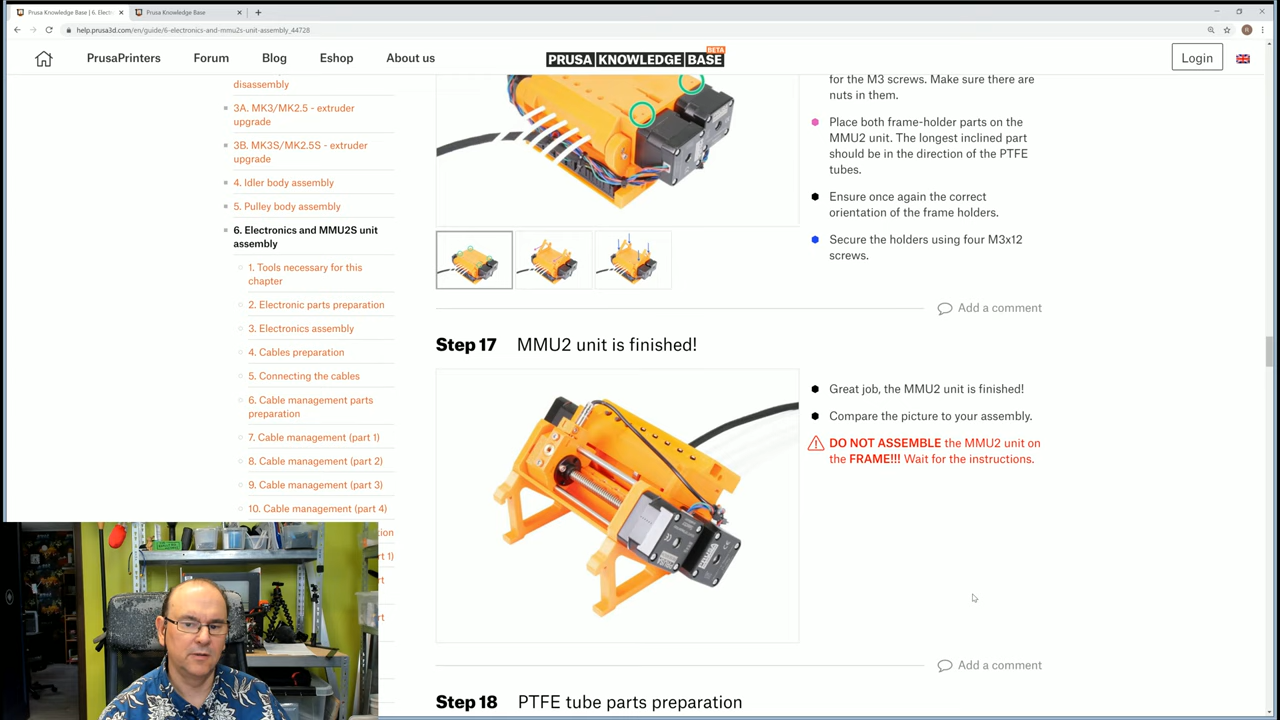 Prusa Knowledge Base | 6. Elect
Prusa Knowledge Base
help.prusa3d.com/en/guide/6-electronics-and-mmu2s-unit-assembly_44728
PrusaPrinters
Forum
Blog
Eshop
About us
PRUSA KNOWLEDGE BASE
BETA
Login
disassembly
3A. MK3/MK2.5 - extruder
upgrade
3B. MK3S/MK2.5S - extruder
upgrade
4. Idler body assembly
5. Pulley body assembly
6. Electronics and MMU2S unit
assembly
1. Tools necessary for this
chapter
2. Electronic parts preparation
3. Electronics assembly
4. Cables preparation
5. Connecting the cables
6. Cable management parts
preparation
7. Cable management (part 1)
8. Cable management (part 2)
9. Cable management (part 3)
10. Cable management (part 4)
for the M3 screws. Make sure there are
nuts in them.
Place both frame-holder parts on the
MMU2 unit. The longest inclined part
should be in the direction of the PTFE
tubes.
Ensure once again the correct
orientation of the frame holders.
Secure the holders using four M3x12
screws.
Add a comment
Step 17 MMU2 unit is finished!
Great job, the MMU2 unit is finished!
Compare the picture to your assembly.
DO NOT ASSEMBLE the MMU2 unit on
the FRAME!!! Wait for the instructions.
Add a comment
Step 18 PTFE tube parts preparation